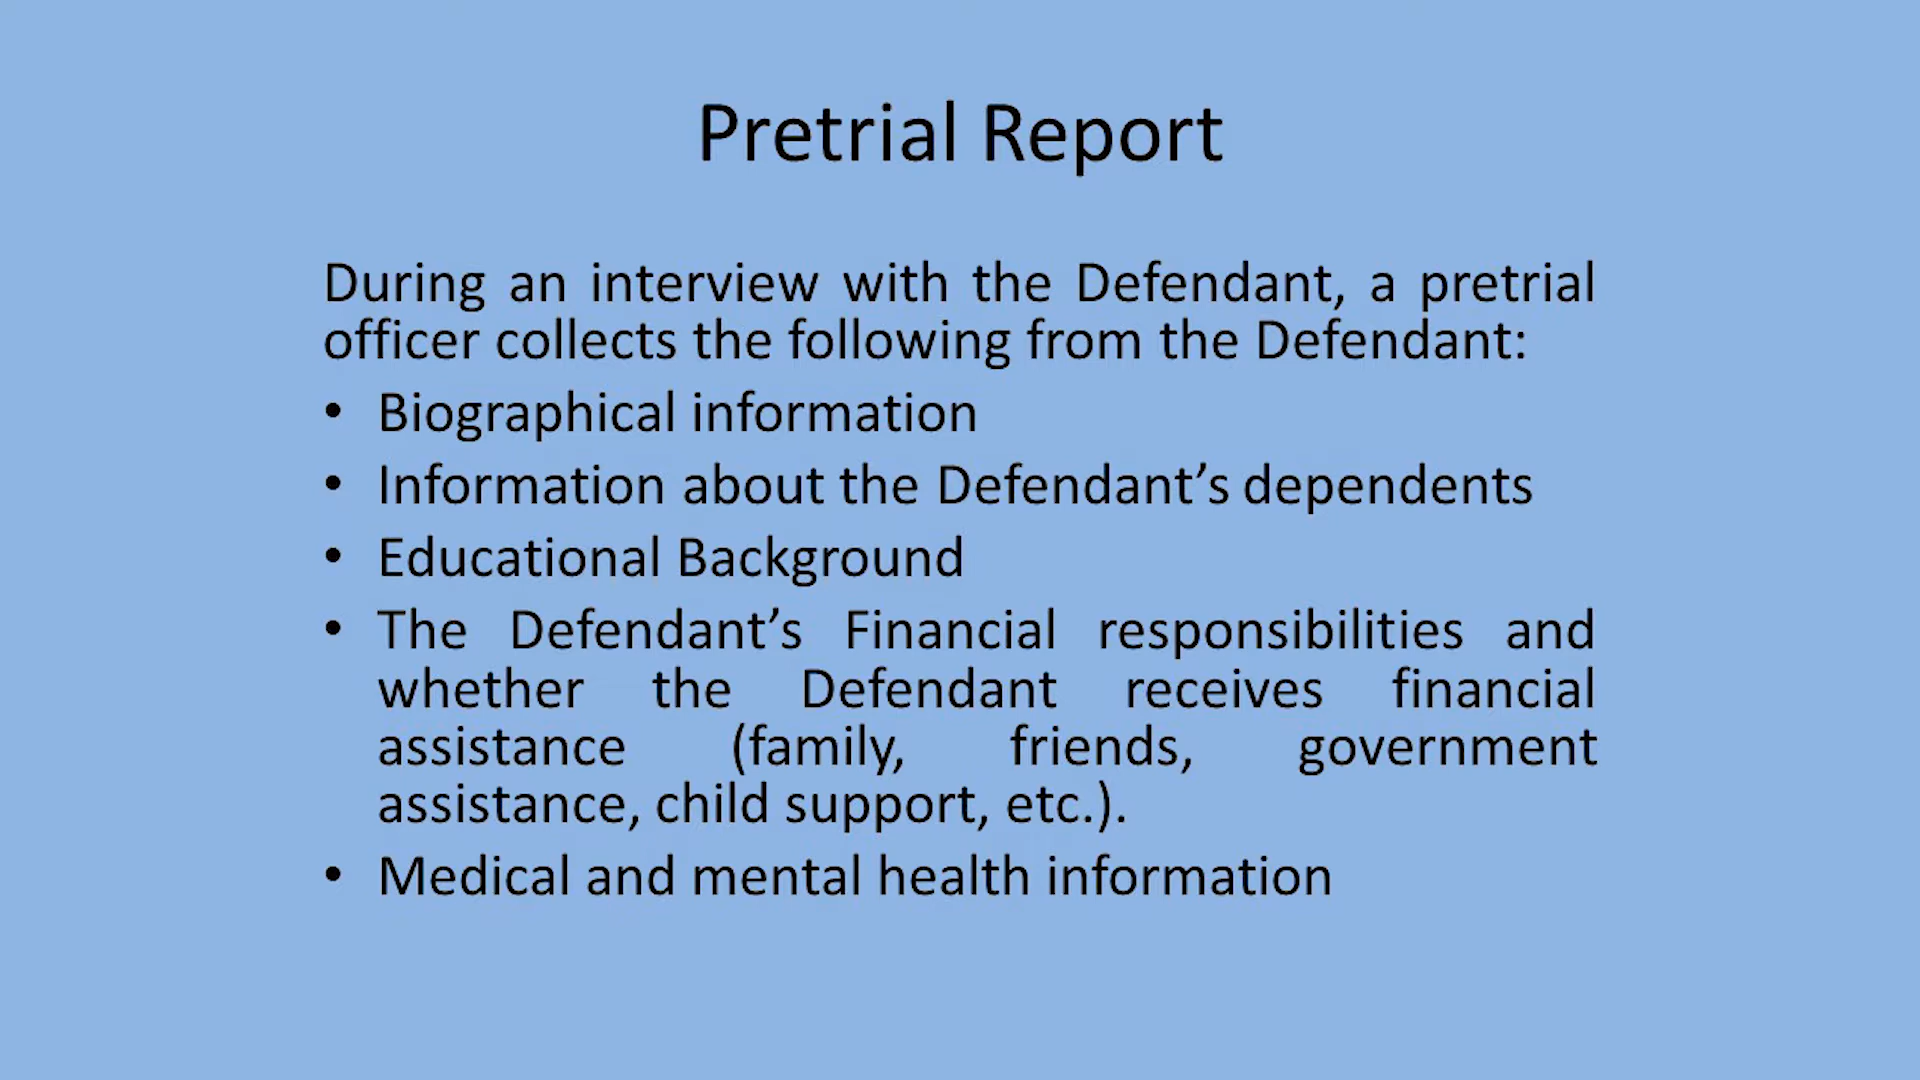 Pretrial Report
During an interview with the Defendant, a pretrial
officer collects the following from the Defendant:
• Biographical information
• Information about the Defendant’s dependents
• Educational Background
• The Defendant’s Financial responsibilities and
whether the Defendant receives financial
assistance (family, friends, government
assistance, child support, etc.).
• Medical and mental health information